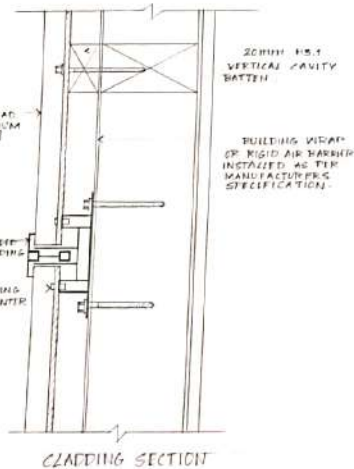 20MM H3.1
VERTICAL CAVITY
BATTEN
BUILDING WRAP
OR RIGID AIR BARRIER
INSTALLED AS PER
MANUFACTURERS
SPECIFICATION.
CLADDING SECTION